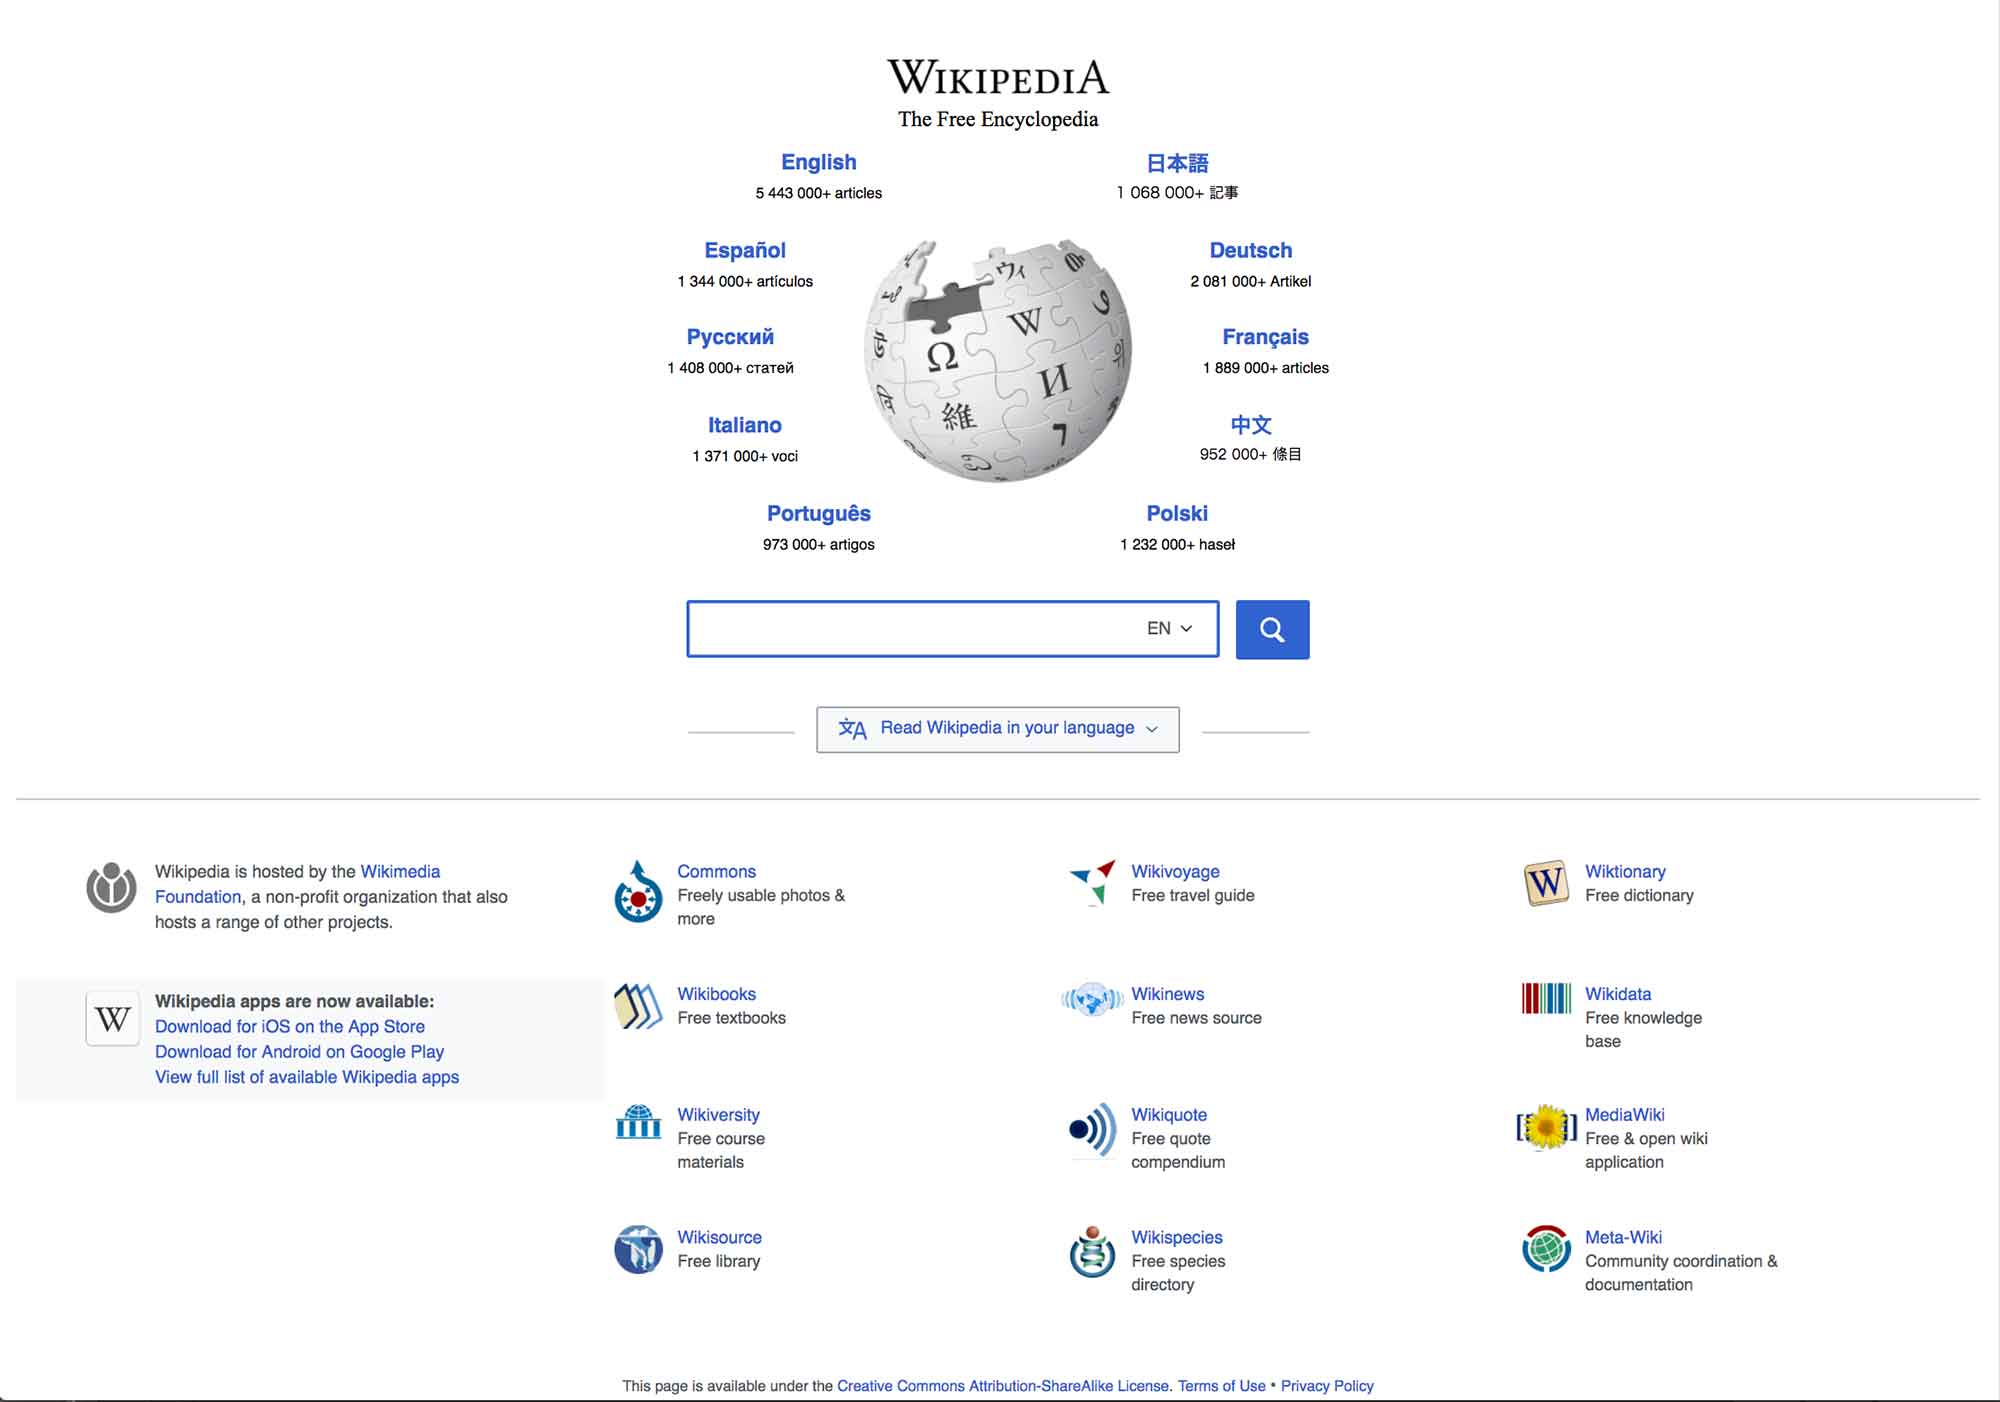 WIKIPEDIA
The Free Encyclopedia
English
5 443 000+ articles
日本語
1 068 000+ 記事
Español
1 344 000+ artículos
Deutsch
2 081 000+ Artikel
Русский
1 408 000+ статей
Français
1 889 000+ articles
Italiano
1 371 000+ voci
中文
952 000+ 條目
Português
973 000+ artigos
Polski
1 232 000+ haseł
Ω
W
И
維
ウィ
EN
Read Wikipedia in your language
Wikipedia is hosted by the Wikimedia
Foundation, a non-profit organization that also
hosts a range of other projects.
W
Wikipedia apps are now available:
Download for iOS on the App Store
Download for Android on Google Play
View full list of available Wikipedia apps
Commons
Freely usable photos &
more
Wikivoyage
Free travel guide
W
Wiktionary
Free dictionary
Wikibooks
Free textbooks
Wikinews
Free news source
Wikidata
Free knowledge
base
Wikiversity
Free course
materials
Wikiquote
Free quote
compendium
MediaWiki
Free & open wiki
application
Wikisource
Free library
Wikispecies
Free species
directory
Meta-Wiki
Community coordination &
documentation
This page is available under the Creative Commons Attribution-ShareAlike License. Terms of Use • Privacy Policy